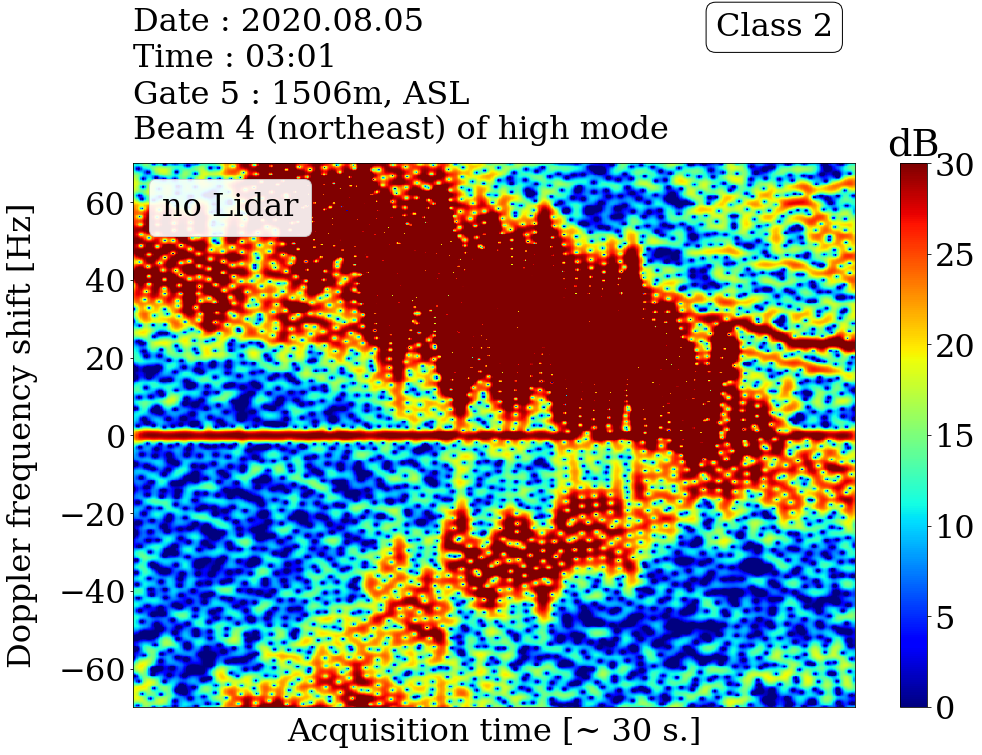 Date : 2020.08.05
Time : 03:01
Gate 5 : 1506m, ASL
Beam 4 (northeast) of high mode
Class 2
dB
no Lidar
60
40
20
0
−20
−40
−60
Doppler frequency shift [Hz]
Acquisition time [~ 30 s.]
30
25
20
15
10
5
0